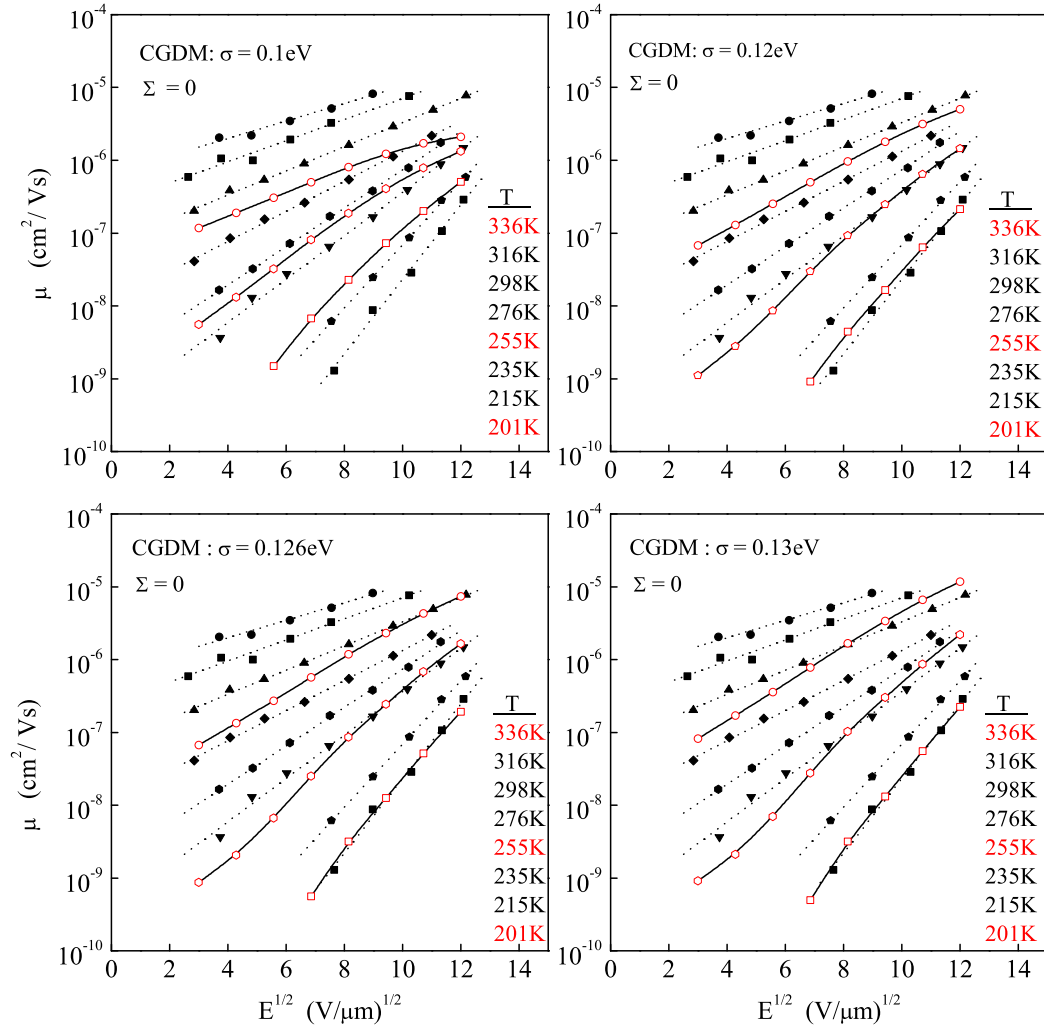 CGDM: σ = 0.1eV
Σ = 0
μ (cm²/ Vs)
10⁻⁴
10⁻⁵
10⁻⁶
10⁻⁷
10⁻⁸
10⁻⁹
10⁻¹⁰
0 2 4 6 8 10 12 14
T
336K
316K
298K
276K
255K
235K
215K
201K
CGDM: σ = 0.12eV
Σ = 0
10⁻⁴
10⁻⁵
10⁻⁶
10⁻⁷
10⁻⁸
10⁻⁹
10⁻¹⁰
0 2 4 6 8 10 12 14
T
336K
316K
298K
276K
255K
235K
215K
201K
CGDM : σ = 0.126eV
Σ = 0
μ (cm²/ Vs)
10⁻⁴
10⁻⁵
10⁻⁶
10⁻⁷
10⁻⁸
10⁻⁹
10⁻¹⁰
0 2 4 6 8 10 12 14
E¹/² (V/μm)¹/²
T
336K
316K
298K
276K
255K
235K
215K
201K
CGDM : σ = 0.13eV
Σ = 0
10⁻⁴
10⁻⁵
10⁻⁶
10⁻⁷
10⁻⁸
10⁻⁹
10⁻¹⁰
0 2 4 6 8 10 12 14
E¹/² (V/μm)¹/²
T
336K
316K
298K
276K
255K
235K
215K
201K